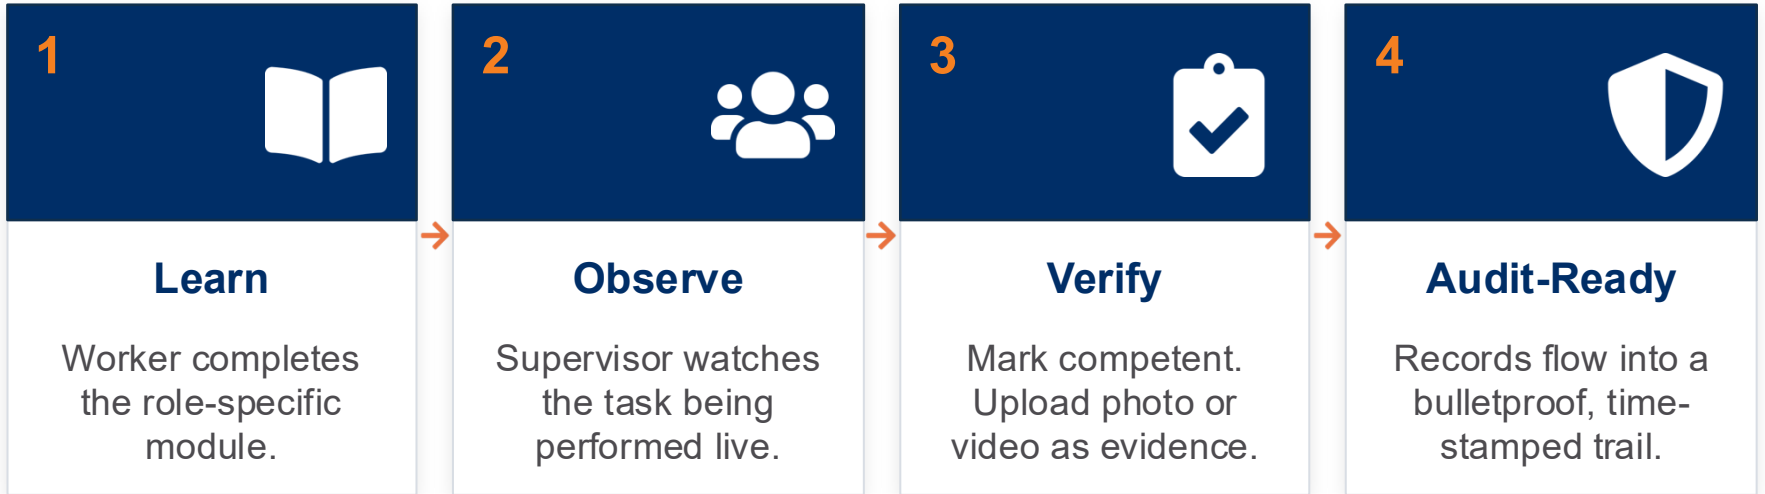 1
Learn
Worker completes
the role-specific
module.
2
Observe
Supervisor watches
the task being
performed live.
3
Verify
Mark competent.
Upload photo or
video as evidence.
4
Audit-Ready
Records flow into a
bulletproof, time-
stamped trail.